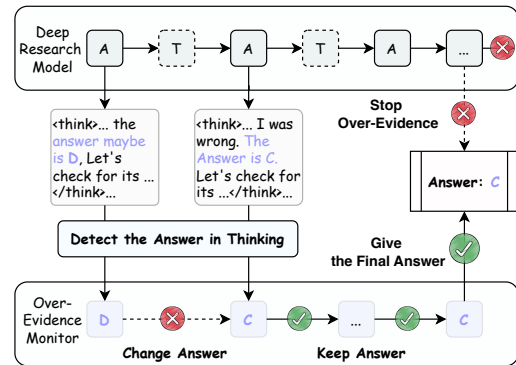 Deep
Research
Model
A
T
A
T
A
...
<think>... the
answer maybe
is D, Let's
check for its ...
</think>...
<think>... I was
wrong. The
Answer is C.
Let's check for
its ...</think>...
Stop
Over-Evidence
Answer: C
Detect the Answer in Thinking
Give
the Final Answer
Over-
Evidence
Monitor
D
C
...
C
Change Answer
Keep Answer